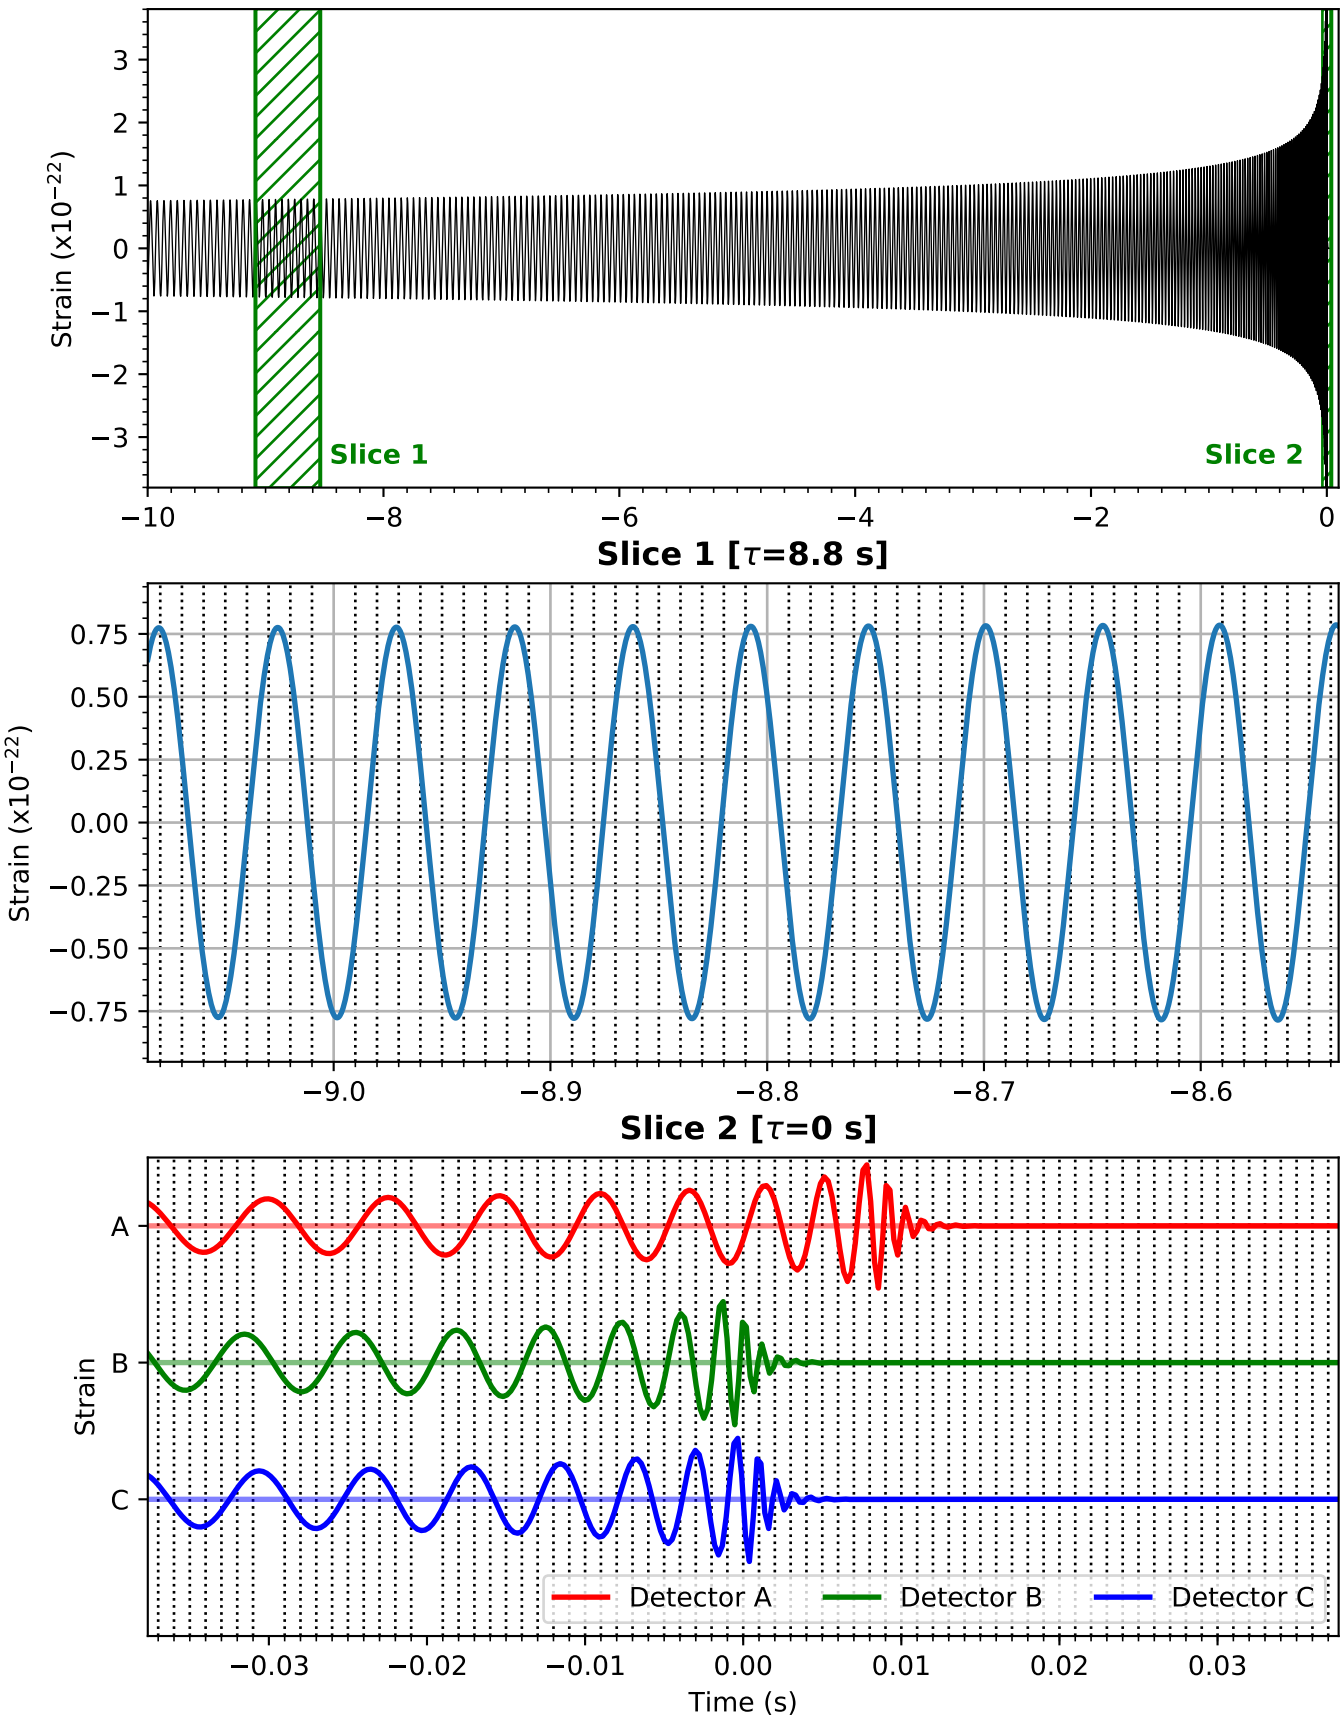 3
2
1
0
−1
−2
−3
Strain (x10⁻²²)
Slice 1
Slice 2
−10 −8 −6 −4 −2 0
Slice 1 [τ=8.8 s]
0.75
0.50
0.25
0.00
−0.25
−0.50
−0.75
Strain (x10⁻²²)
−9.0 −8.9 −8.8 −8.7 −8.6
Slice 2 [τ=0 s]
A
B
C
Strain
Detector A Detector B Detector C
−0.03 −0.02 −0.01 0.00 0.01 0.02 0.03
Time (s)